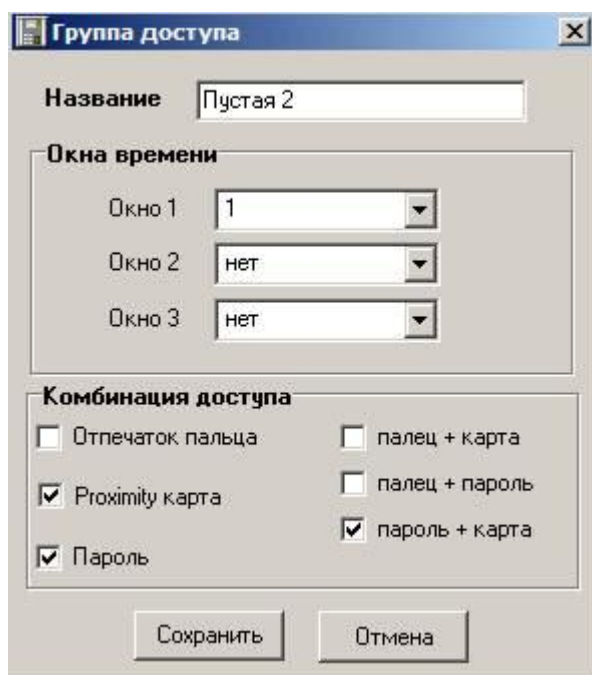 Группа доступа
Название Пустая 2
Окна времени
Окно 1 1
Окно 2 нет
Окно 3 нет
Комбинация доступа
Отпечаток пальца палец + карта
Proximity карта палец + пароль
Пароль пароль + карта
Сохранить Отмена